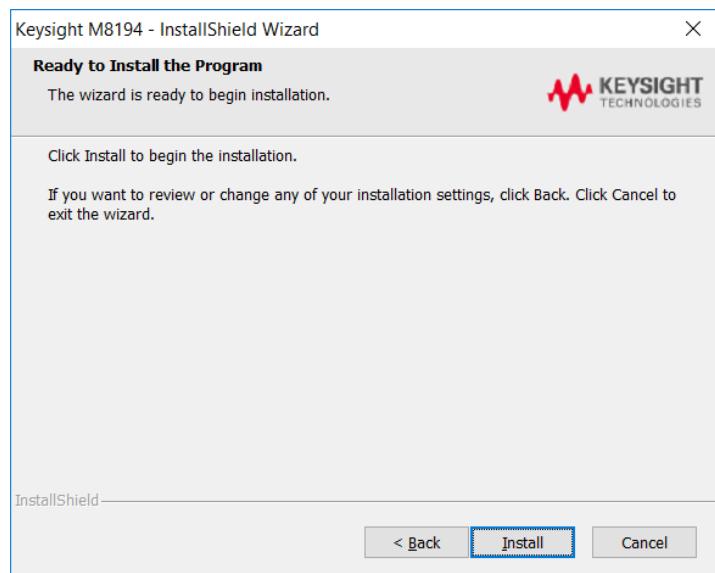 Keysight M8194 - InstallShield Wizard
Ready to Install the Program
The wizard is ready to begin installation.
KEYSIGHT
TECHNOLOGIES
Click Install to begin the installation.
If you want to review or change any of your installation settings, click Back. Click Cancel to
exit the wizard.
InstallShield
< Back Install Cancel